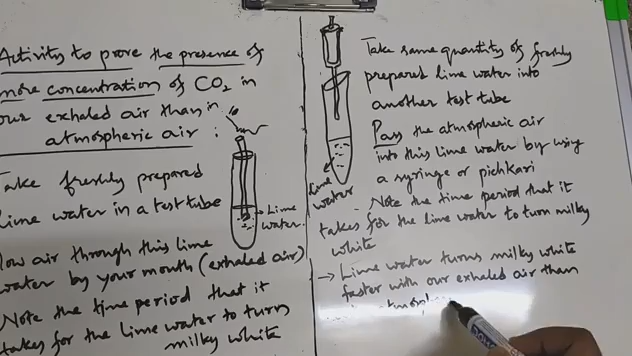 Activity to prove the presence of
more concentration of CO2 in
our exhaled air than in
atmospheric air :
Take freshly prepared
lime water in a test tube
Lime
water
low air through this lime
water by your mouth (exhaled air)
Note the time period that it
takes for the lime water to turns
milky white
Take same quantity of freshly
prepared lime water into
another test tube
Pass the atmospheric air
into this lime water by using
a syringe or pichkari
Note the time period that it
takes for the lime water to turn milky
white
lime
water
→ Lime water turns milky white
faster with our exhaled air than
tmosphe